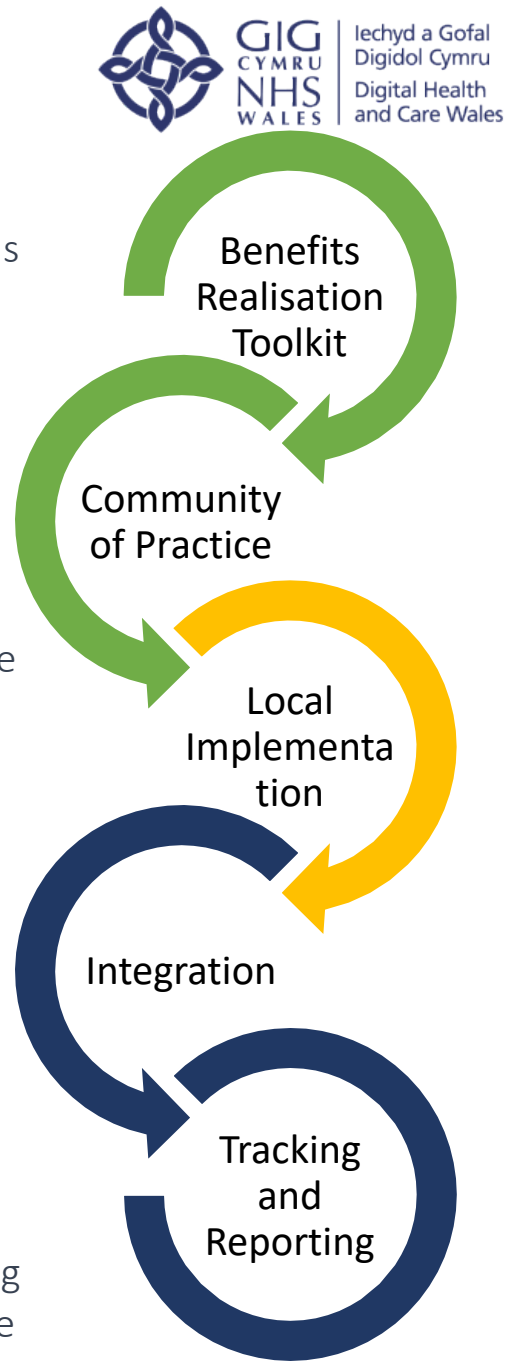 GIG
CYMRU
NHS
WALES
Iechyd a Gofal
Digidol Cymru
Digital Health
and Care Wales
s
Benefits
Realisation
Toolkit
Community
of Practice
e
Local
Implementa
tion
Integration
Tracking
and
Reporting
g
e